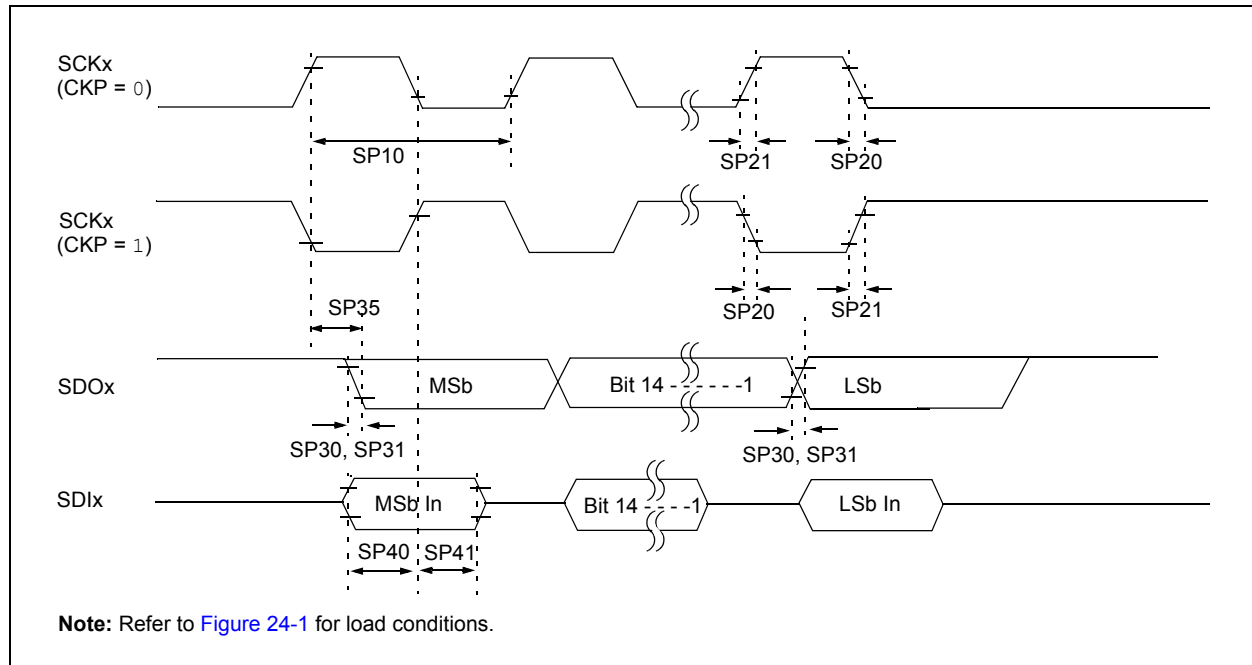 SCKx
(CKP = 0)
SP10
SP21
SP20
SCKx
(CKP = 1)
SP35
SP20
SP21
SDOx
MSb
Bit 14 - - - - - -1
LSb
SP30, SP31
SP30, SP31
SDIx
MSb In
Bit 14 - - - -1
LSb In
SP40
SP41
Note: Refer to Figure 24-1 for load conditions.